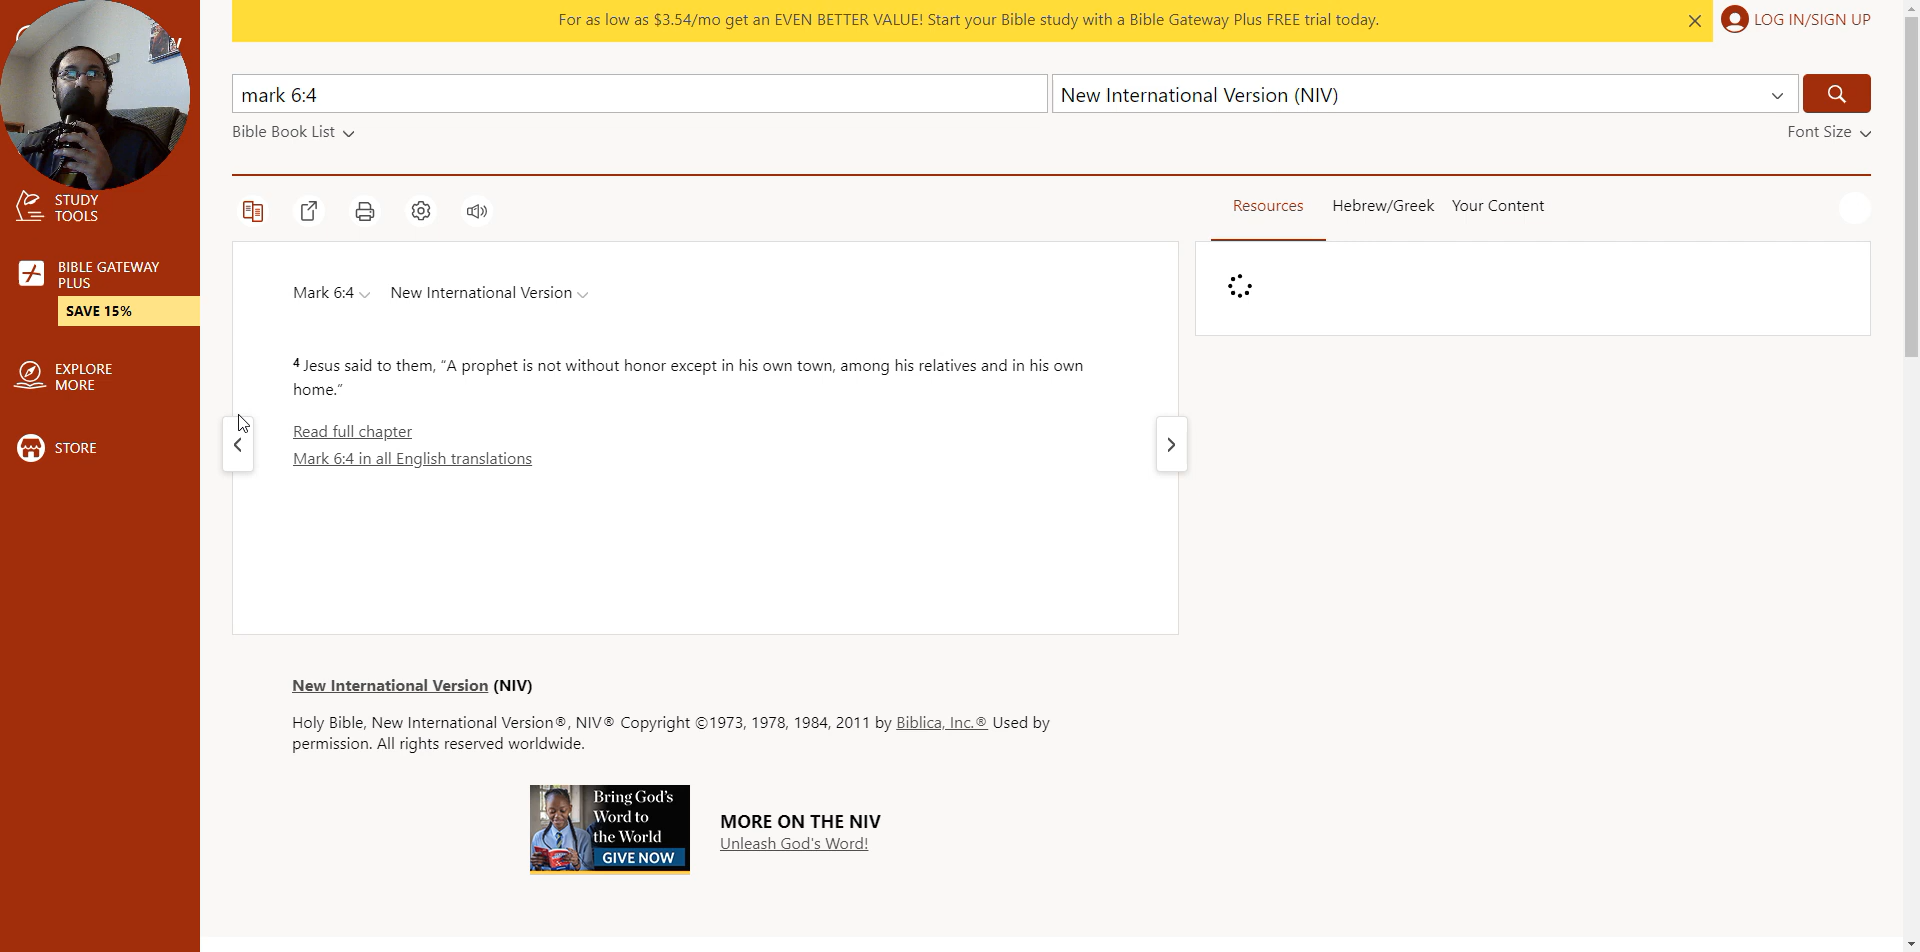 For as low as $3.54/mo get an EVEN BETTER VALUE! Start your Bible study with a Bible Gateway Plus FREE trial today.
LOG IN/SIGN UP
mark 6:4
New International Version (NIV)
Bible Book List
Font Size
STUDY
TOOLS
Resources
Hebrew/Greek
Your Content
BIBLE GATEWAY
PLUS
SAVE 15%
EXPLORE
MORE
STORE
Mark 6:4
New International Version
4 Jesus said to them, “A prophet is not without honor except in his own town, among his relatives and in his own
home.”
Read full chapter
Mark 6:4 in all English translations
New International Version (NIV)
Holy Bible, New International Version®, NIV® Copyright ©1973, 1978, 1984, 2011 by Biblica, Inc.® Used by
permission. All rights reserved worldwide.
Bring God's
Word to
the World
GIVE NOW
MORE ON THE NIV
Unleash God's Word!